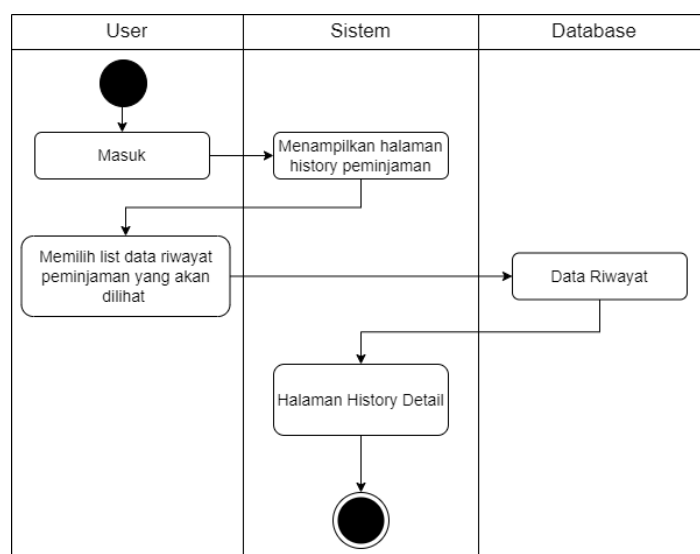 User
Sistem
Database
Masuk
Menampilkan halaman
history peminjaman
Memilih list data riwayat
peminjaman yang akan
dilihat
Data Riwayat
Halaman History Detail